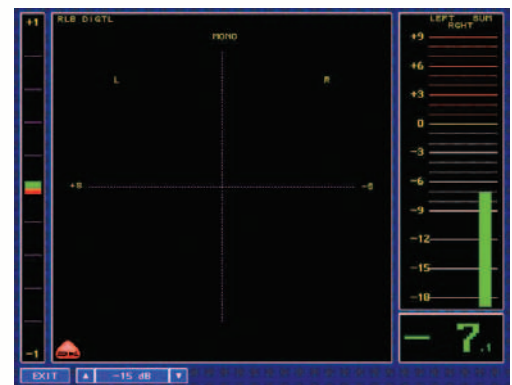 +1
RLB DIGTL
MONO
L R
+S -S
-1
LEFT SUM
RGHT
+9
+6
+3
0
-3
-6
-9
-12
-15
-18
- 7.1
EXIT -15 dB